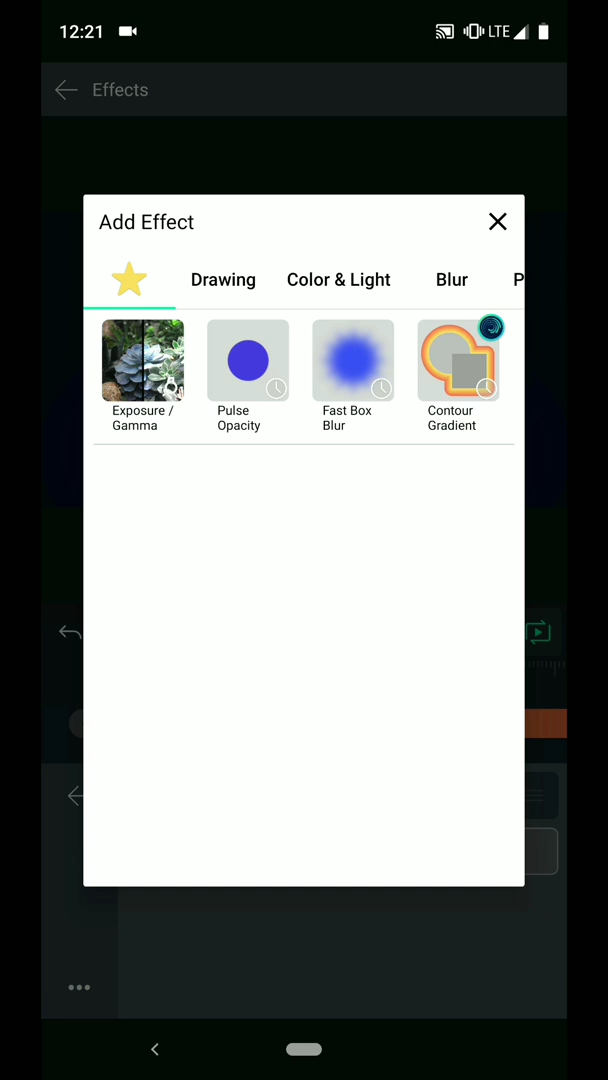 12:21
LTE
Effects
Add Effect
Drawing Color & Light Blur P
Exposure /
Gamma
Pulse
Opacity
Fast Box
Blur
Contour
Gradient